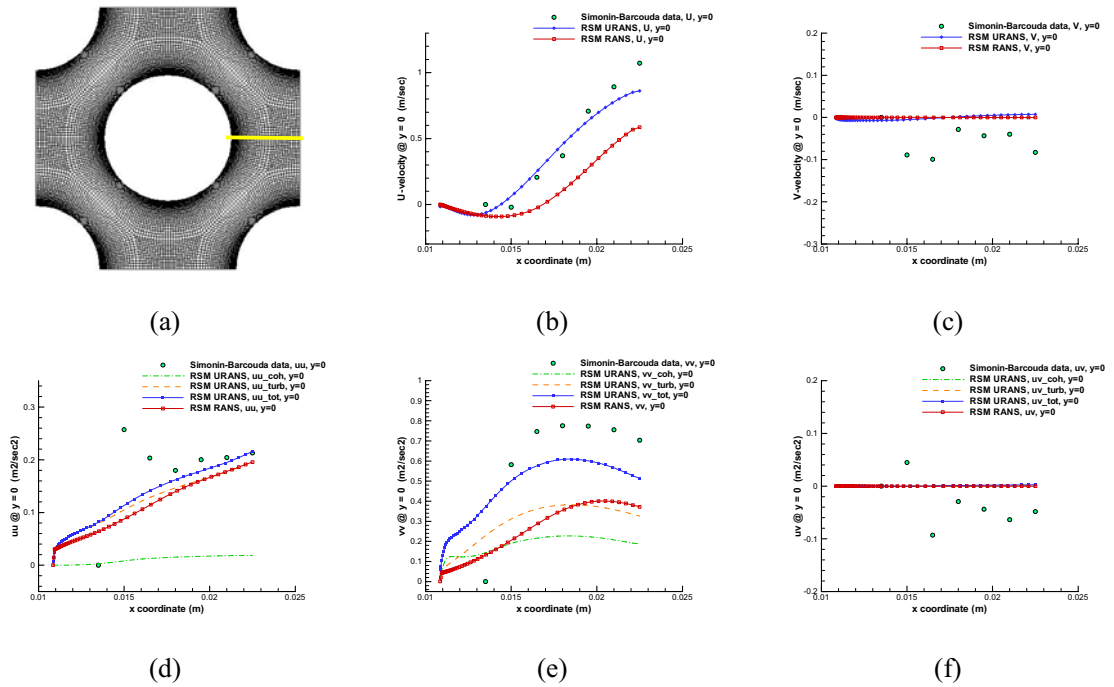 Simonin-Barcouda data, U, y=0
RSM URANS, U, y=0
RSM RANS, U, y=0
U-velocity @ y = 0 (m/sec)
1
0.5
0
0.01 0.015 0.02 0.025
x coordinate (m)
Simonin-Barcouda data, V, y=0
RSM URANS, V, y=0
RSM RANS, V, y=0
V-velocity @ y = 0 (m/sec)
0.2
0.1
0
-0.1
-0.2
-0.3
0.01 0.015 0.02 0.025
x coordinate (m)
(a)
(b)
(c)
Simonin-Barcouda data, uu, y=0
RSM URANS, uu_coh, y=0
RSM URANS, uu_turb, y=0
RSM URANS, uu_tot, y=0
RSM RANS, uu, y=0
uu @ y = 0 (m2/sec2)
0.3
0.2
0.1
0
0.01 0.015 0.02 0.025
x coordinate (m)
Simonin-Barcouda data, vv, y=0
RSM URANS, vv_coh, y=0
RSM URANS, vv_turb, y=0
RSM URANS, vv_tot, y=0
RSM RANS, vv, y=0
vv @ y = 0 (m2/sec2)
1
0.9
0.8
0.7
0.6
0.5
0.4
0.3
0.2
0.1
0
0.01 0.015 0.02 0.025
x coordinate (m)
Simonin-Barcouda data, uv, y=0
RSM URANS, uv_coh, y=0
RSM URANS, uv_turb, y=0
RSM URANS, uv_tot, y=0
RSM RANS, uv, y=0
uv @ y = 0 (m2/sec2)
0.2
0.1
0
-0.1
-0.2
0.01 0.015 0.02 0.025
x coordinate (m)
(d)
(e)
(f)